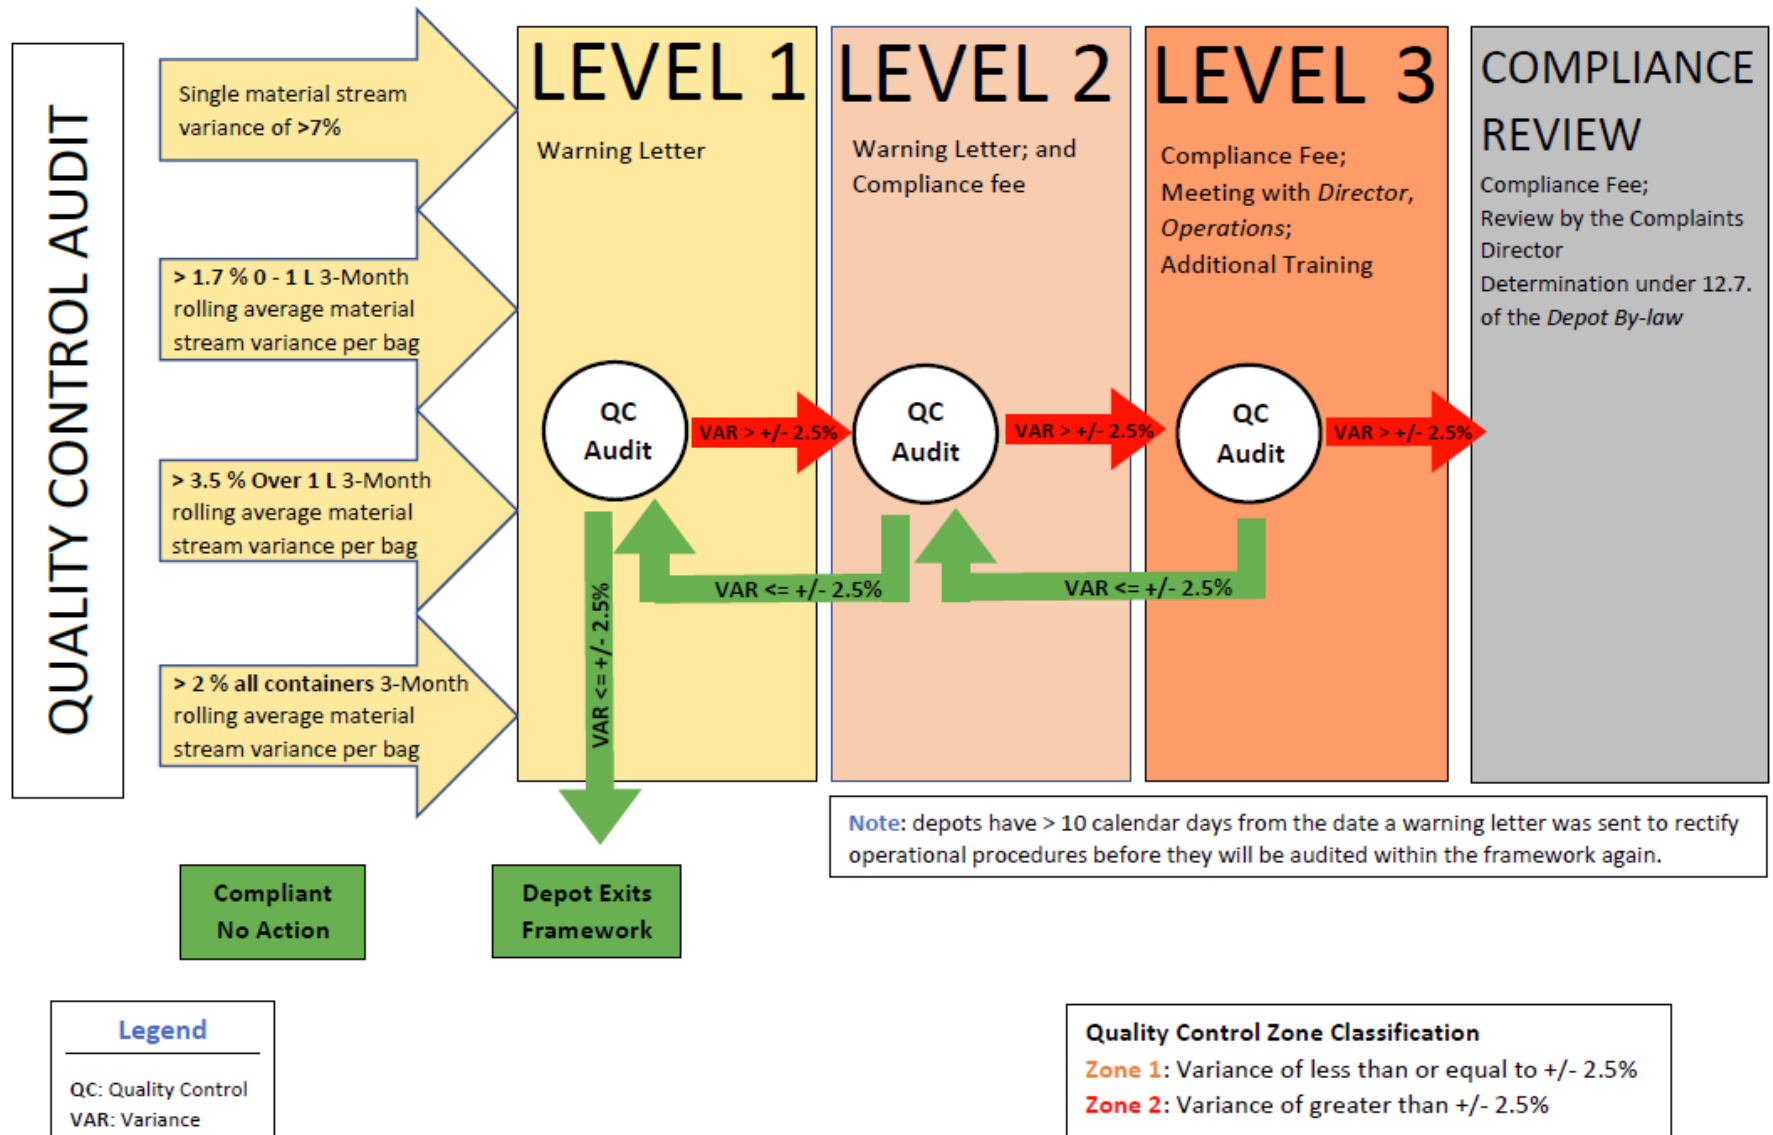 QUALITY CONTROL AUDIT
Single material stream
variance of >7%
> 1.7 % 0 - 1 L 3-Month
rolling average material
stream variance per bag
> 3.5 % Over 1 L 3-Month
rolling average material
stream variance per bag
> 2 % all containers 3-Month
rolling average material
stream variance per bag
LEVEL 1
Warning Letter
QC
Audit
VAR > +/- 2.5%
VAR <= +/- 2.5%
LEVEL 2
Warning Letter; and
Compliance fee
QC
Audit
VAR > +/- 2.5%
VAR <= +/- 2.5%
LEVEL 3
Compliance Fee;
Meeting with Director,
Operations;
Additional Training
QC
Audit
VAR > +/- 2.5%
VAR <= +/- 2.5%
COMPLIANCE
REVIEW
Compliance Fee;
Review by the Complaints
Director
Determination under 12.7.
of the Depot By-law
Note: depots have > 10 calendar days from the date a warning letter was sent to rectify
operational procedures before they will be audited within the framework again.
Compliant
No Action
Depot Exits
Framework
Legend
QC: Quality Control
VAR: Variance
Quality Control Zone Classification
Zone 1: Variance of less than or equal to +/- 2.5%
Zone 2: Variance of greater than +/- 2.5%